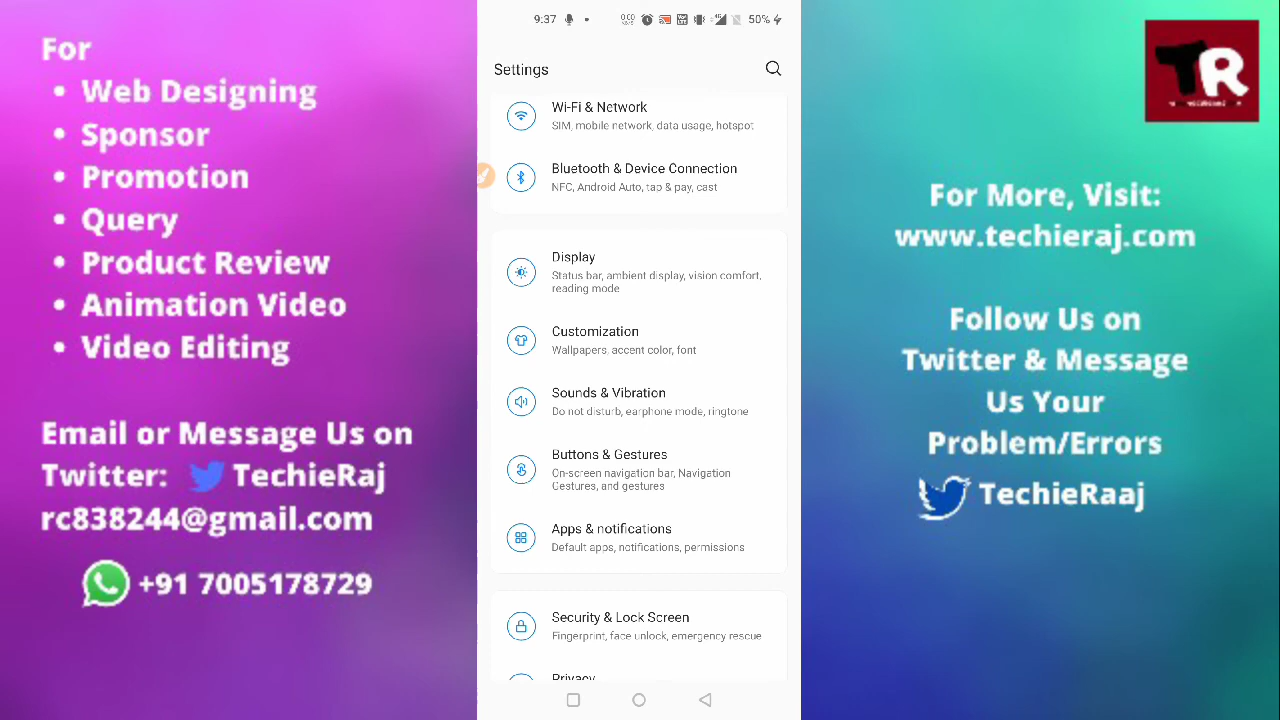 For
• Web Designing
• Sponsor
• Promotion
• Query
• Product Review
• Animation Video
• Video Editing
Email or Message Us on
Twitter: TechieRaj
rc838244@gmail.com
+91 7005178729
9:37
50%
Settings
Wi-Fi & Network
SIM, mobile network, data usage, hotspot
Bluetooth & Device Connection
NFC, Android Auto, tap & pay, cast
Display
Status bar, ambient display, vision comfort,
reading mode
Customization
Wallpapers, accent color, font
Sounds & Vibration
Do not disturb, earphone mode, ringtone
Buttons & Gestures
On-screen navigation bar, Navigation
Gestures, and gestures
Apps & notifications
Default apps, notifications, permissions
Security & Lock Screen
Fingerprint, face unlock, emergency rescue
Privacy
TR
For More, Visit:
www.techieraj.com
Follow Us on
Twitter & Message
Us Your
Problem/Errors
TechieRaaj